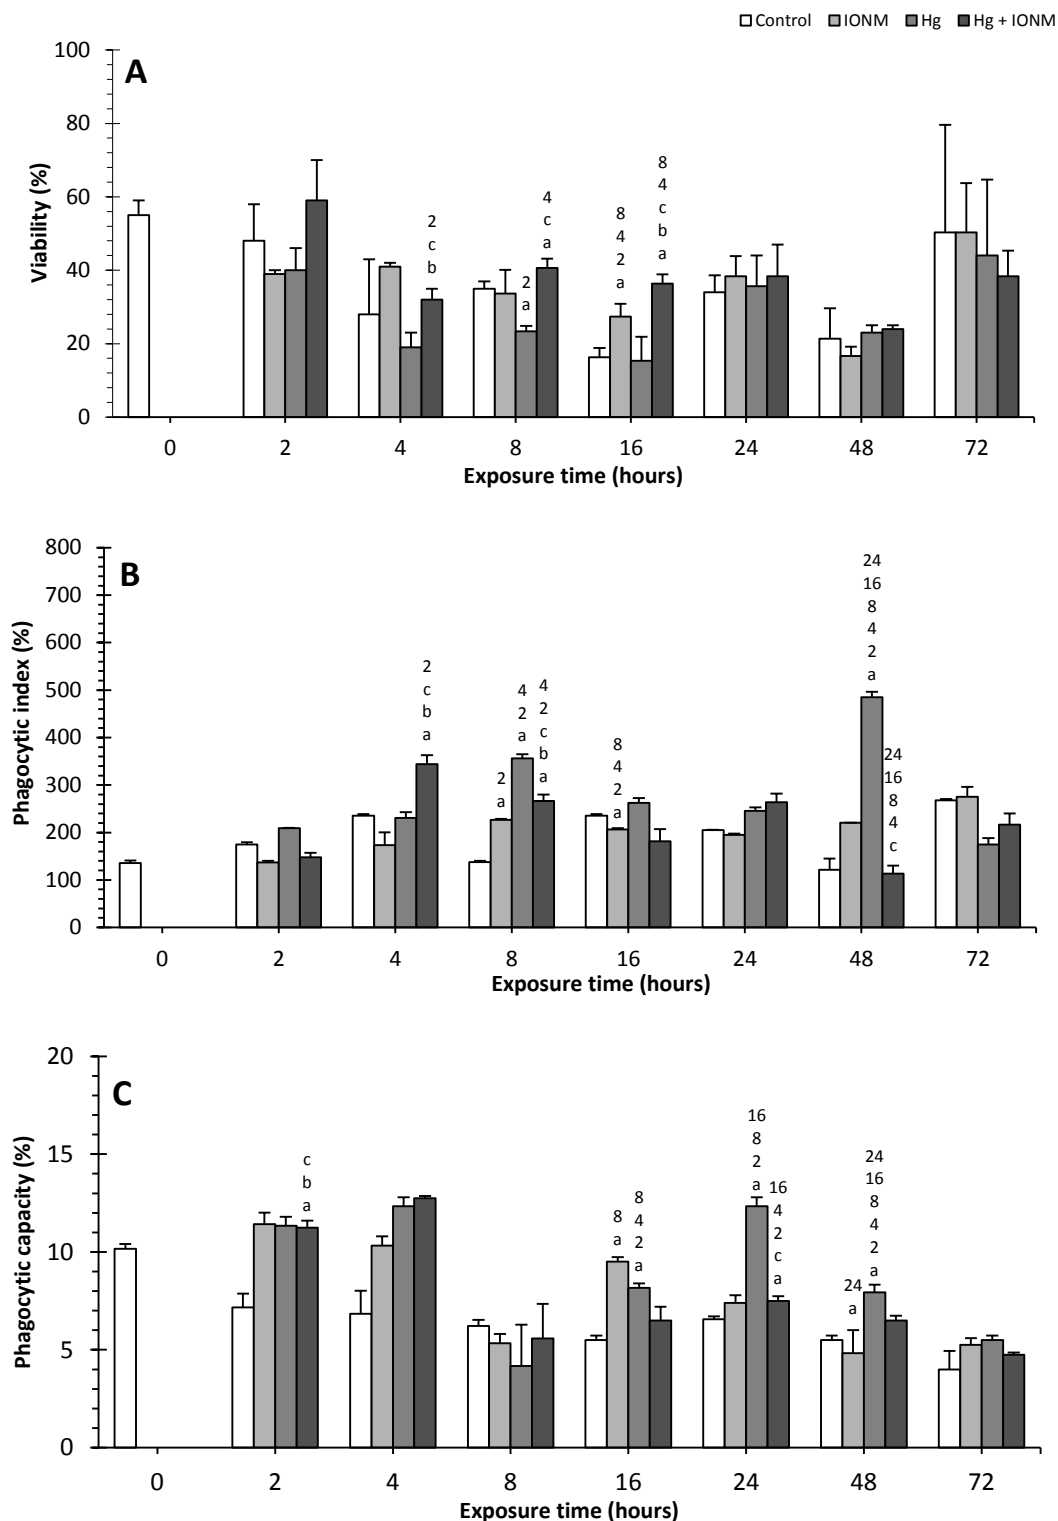 Control IONM Hg Hg + IONM
A
Viability (%)
100
80
60
40
20
0
2
c
b
2
a
4
c
a
8
4
2
a
8
4
c
b
a
0 2 4 8 16 24 48 72
Exposure time (hours)
B
Phagocytic index (%)
800
700
600
500
400
300
200
100
0
2
c
b
a
2
a
4
2
a
4
2
c
b
a
8
4
2
a
24
16
8
4
2
a
24
16
8
4
c
0 2 4 8 16 24 48 72
Exposure time (hours)
C
Phagocytic capacity (%)
20
15
10
5
0
c
b
a
8
a
8
4
2
a
16
8
2
a
16
4
2
c
a
24
a
24
16
8
4
2
a
0 2 4 8 16 24 48 72
Exposure time (hours)